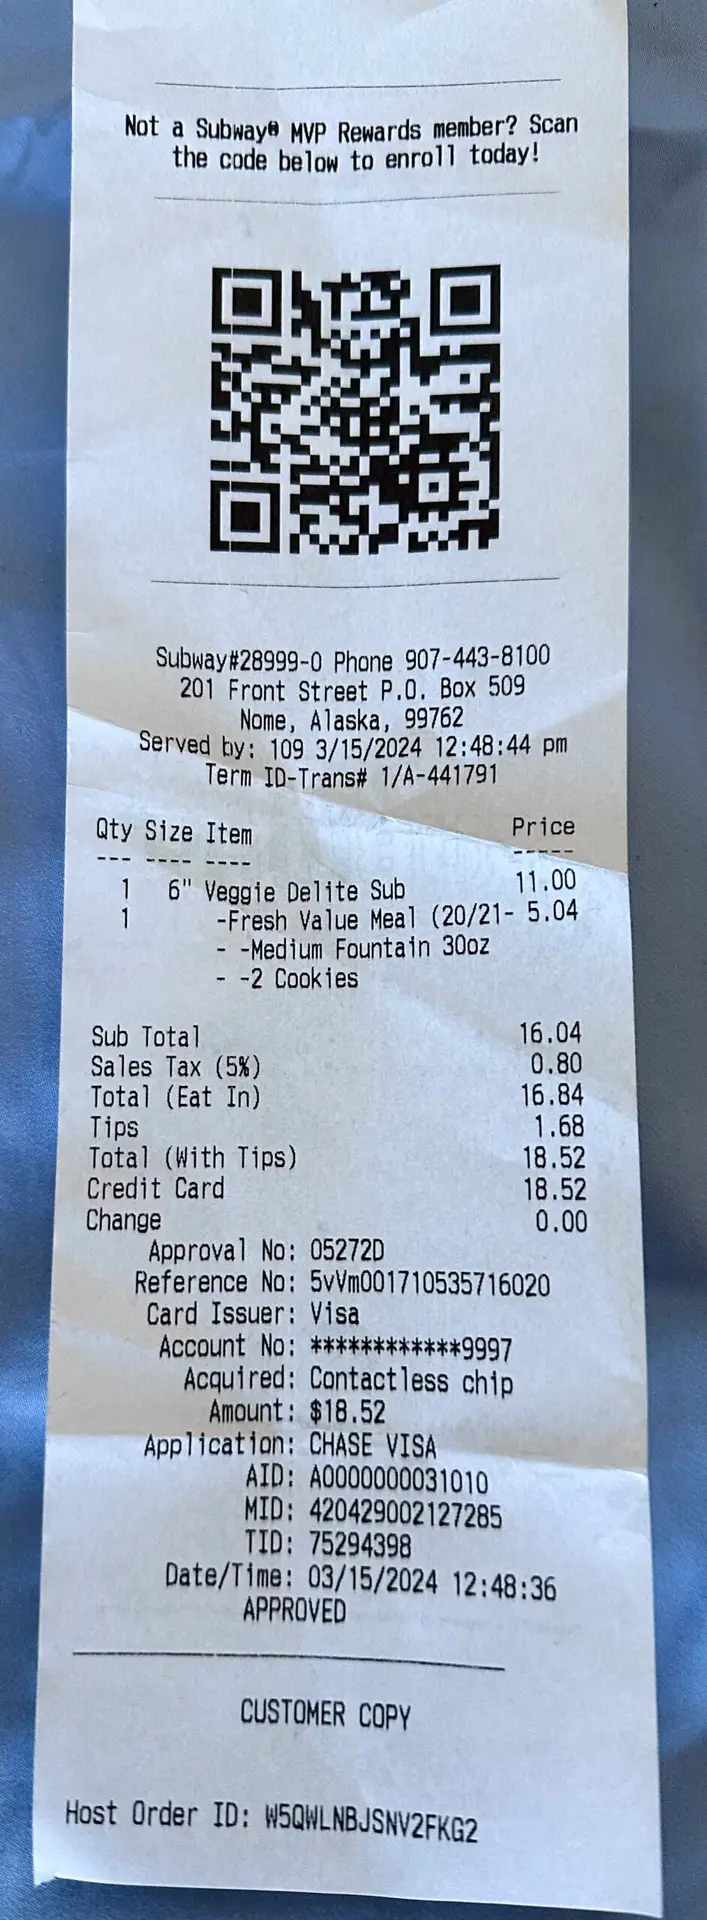 Not a Subway® MVP Rewards member? Scan
the code below to enroll today!
Subway#28999-0 Phone 907-443-8100
201 Front Street P.O. Box 509
Nome, Alaska, 99762
Served by: 109 3/15/2024 12:48:44 pm
Term ID-Trans# 1/A-441791
Qty Size Item Price
--- ---- ---- -----
1 6" Veggie Delite Sub 11.00
1 -Fresh Value Meal (20/21- 5.04
- -Medium Fountain 30oz
- -2 Cookies
Sub Total 16.04
Sales Tax (5%) 0.80
Total (Eat In) 16.84
Tips 1.68
Total (With Tips) 18.52
Credit Card 18.52
Change 0.00
Approval No: 05272D
Reference No: 5vVm001710535716020
Card Issuer: Visa
Account No: ************9997
Acquired: Contactless chip
Amount: $18.52
Application: CHASE VISA
AID: A0000000031010
MID: 420429002127285
TID: 75294398
Date/Time: 03/15/2024 12:48:36
APPROVED
CUSTOMER COPY
Host Order ID: W5QWLNBJSNV2FKG2